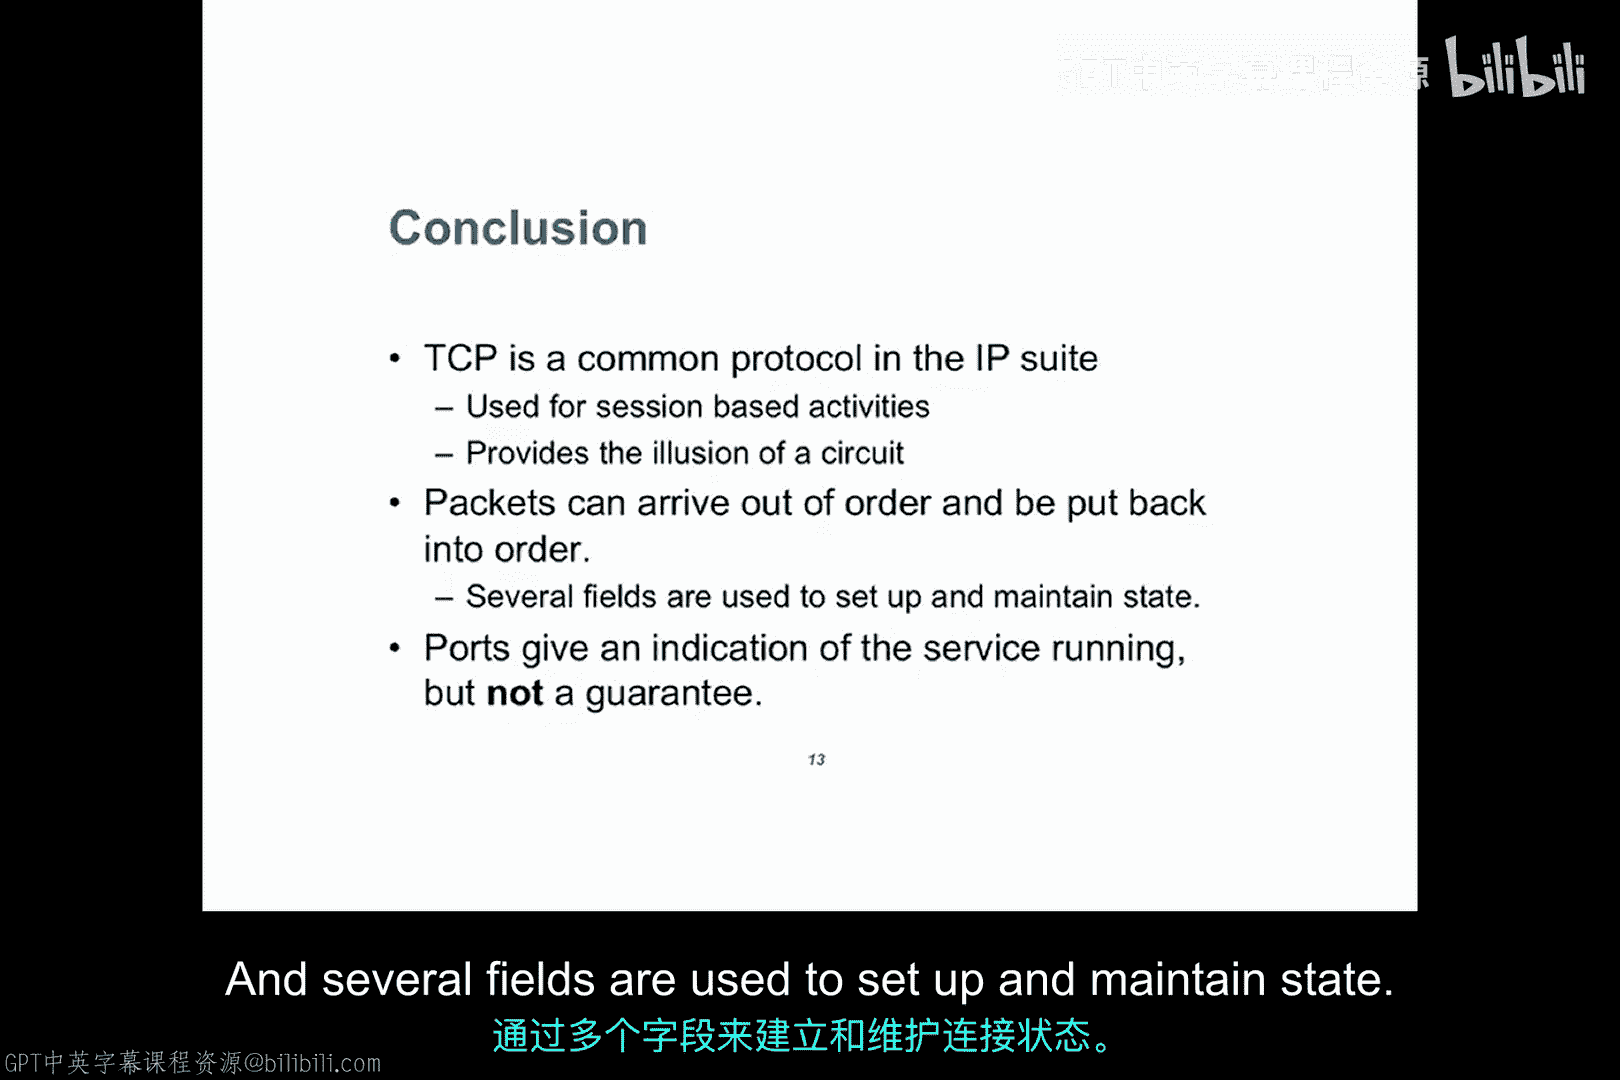 bilibili
Conclusion
• TCP is a common protocol in the IP suite
– Used for session based activities
– Provides the illusion of a circuit
• Packets can arrive out of order and be put back
into order.
– Several fields are used to set up and maintain state.
• Ports give an indication of the service running,
but not a guarantee.
13
And several fields are used to set up and maintain state.
通过多个字段来建立和维护连接状态。
GPT中英字幕课程资源@bilibili.com